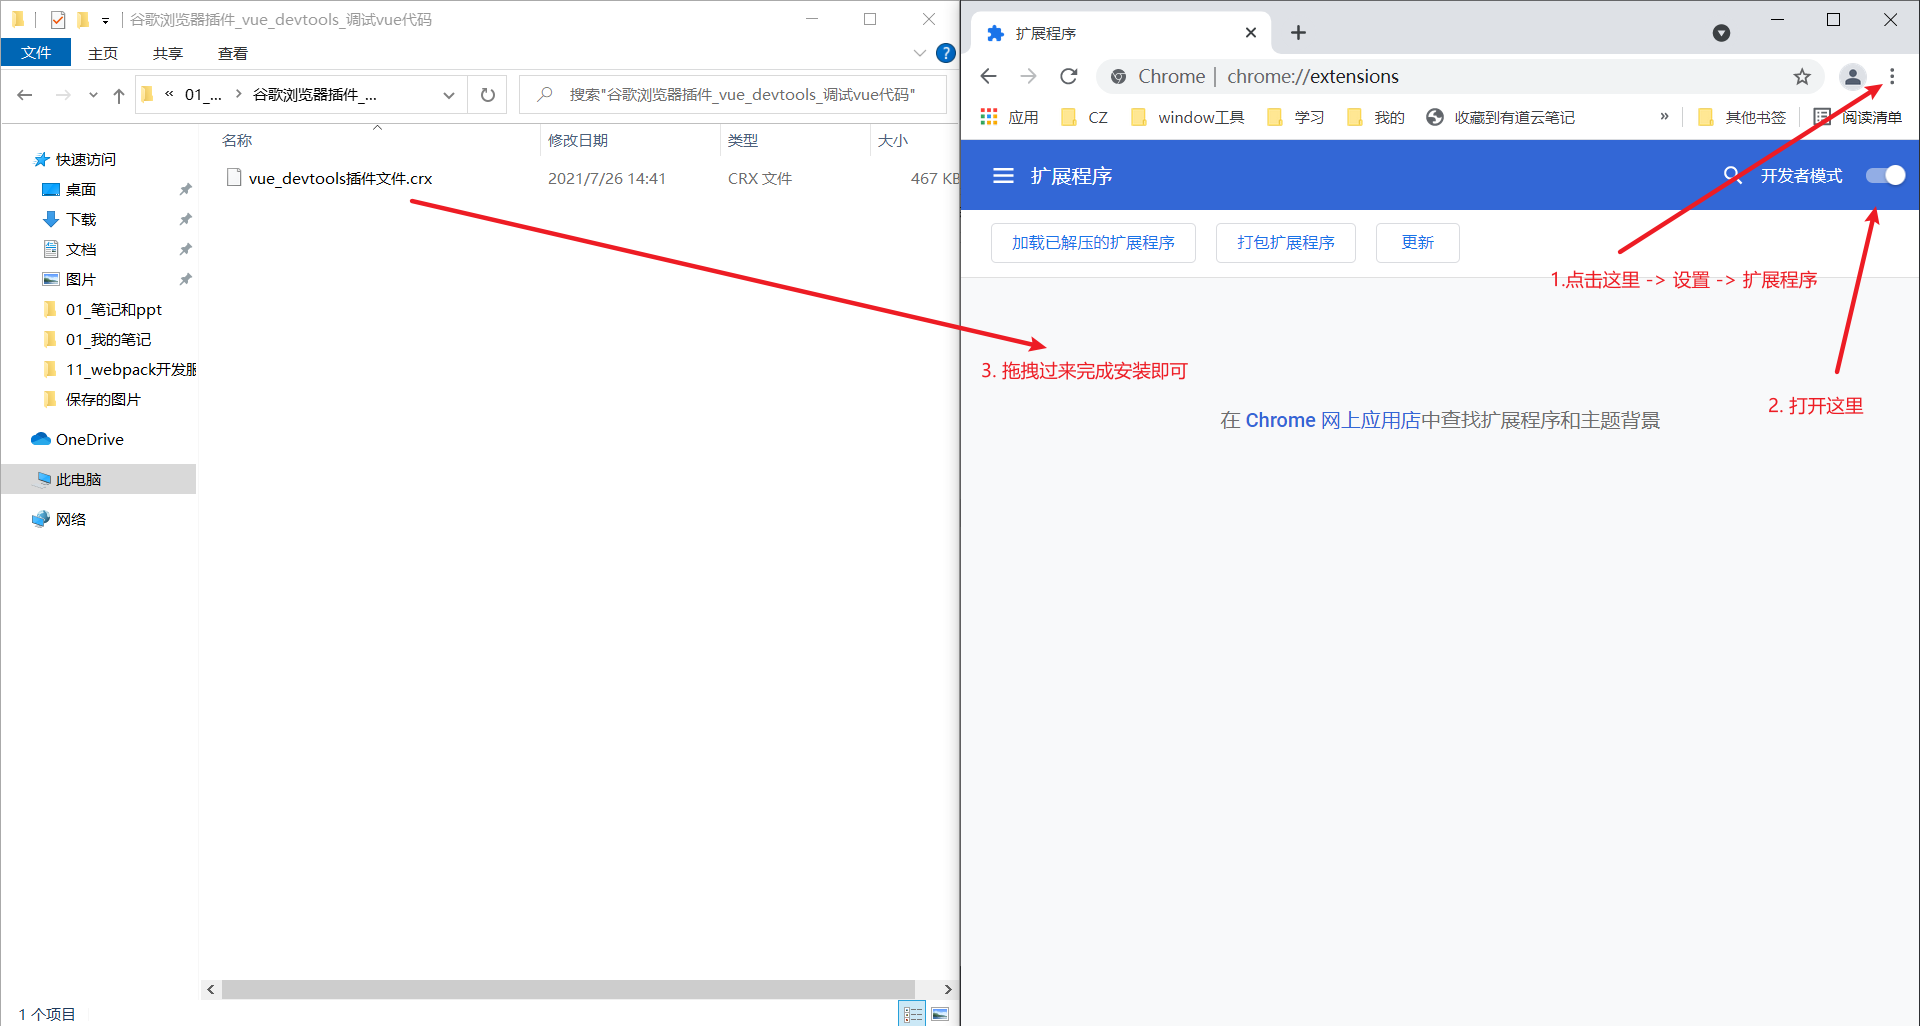 谷歌浏览器插件_vue_devtools_调试vue代码
文件 主页 共享 查看
« 01_... › 谷歌浏览器插件_...
搜索"谷歌浏览器插件_vue_devtools_调试vue代码"
名称 修改日期 类型 大小
vue_devtools插件文件.crx 2021/7/26 14:41 CRX 文件 467 KB
快速访问
桌面
下载
文档
图片
01_笔记和ppt
01_我的笔记
11_webpack开发服
保存的图片
OneDrive
此电脑
网络
1 个项目
扩展程序
Chrome | chrome://extensions
应用 CZ window工具 学习 我的 收藏到有道云笔记 » 其他书签 阅读清单
扩展程序 开发者模式
加载已解压的扩展程序 打包扩展程序 更新
1.点击这里 -> 设置 -> 扩展程序
3. 拖拽过来完成安装即可
2. 打开这里
在 Chrome 网上应用店中查找扩展程序和主题背景